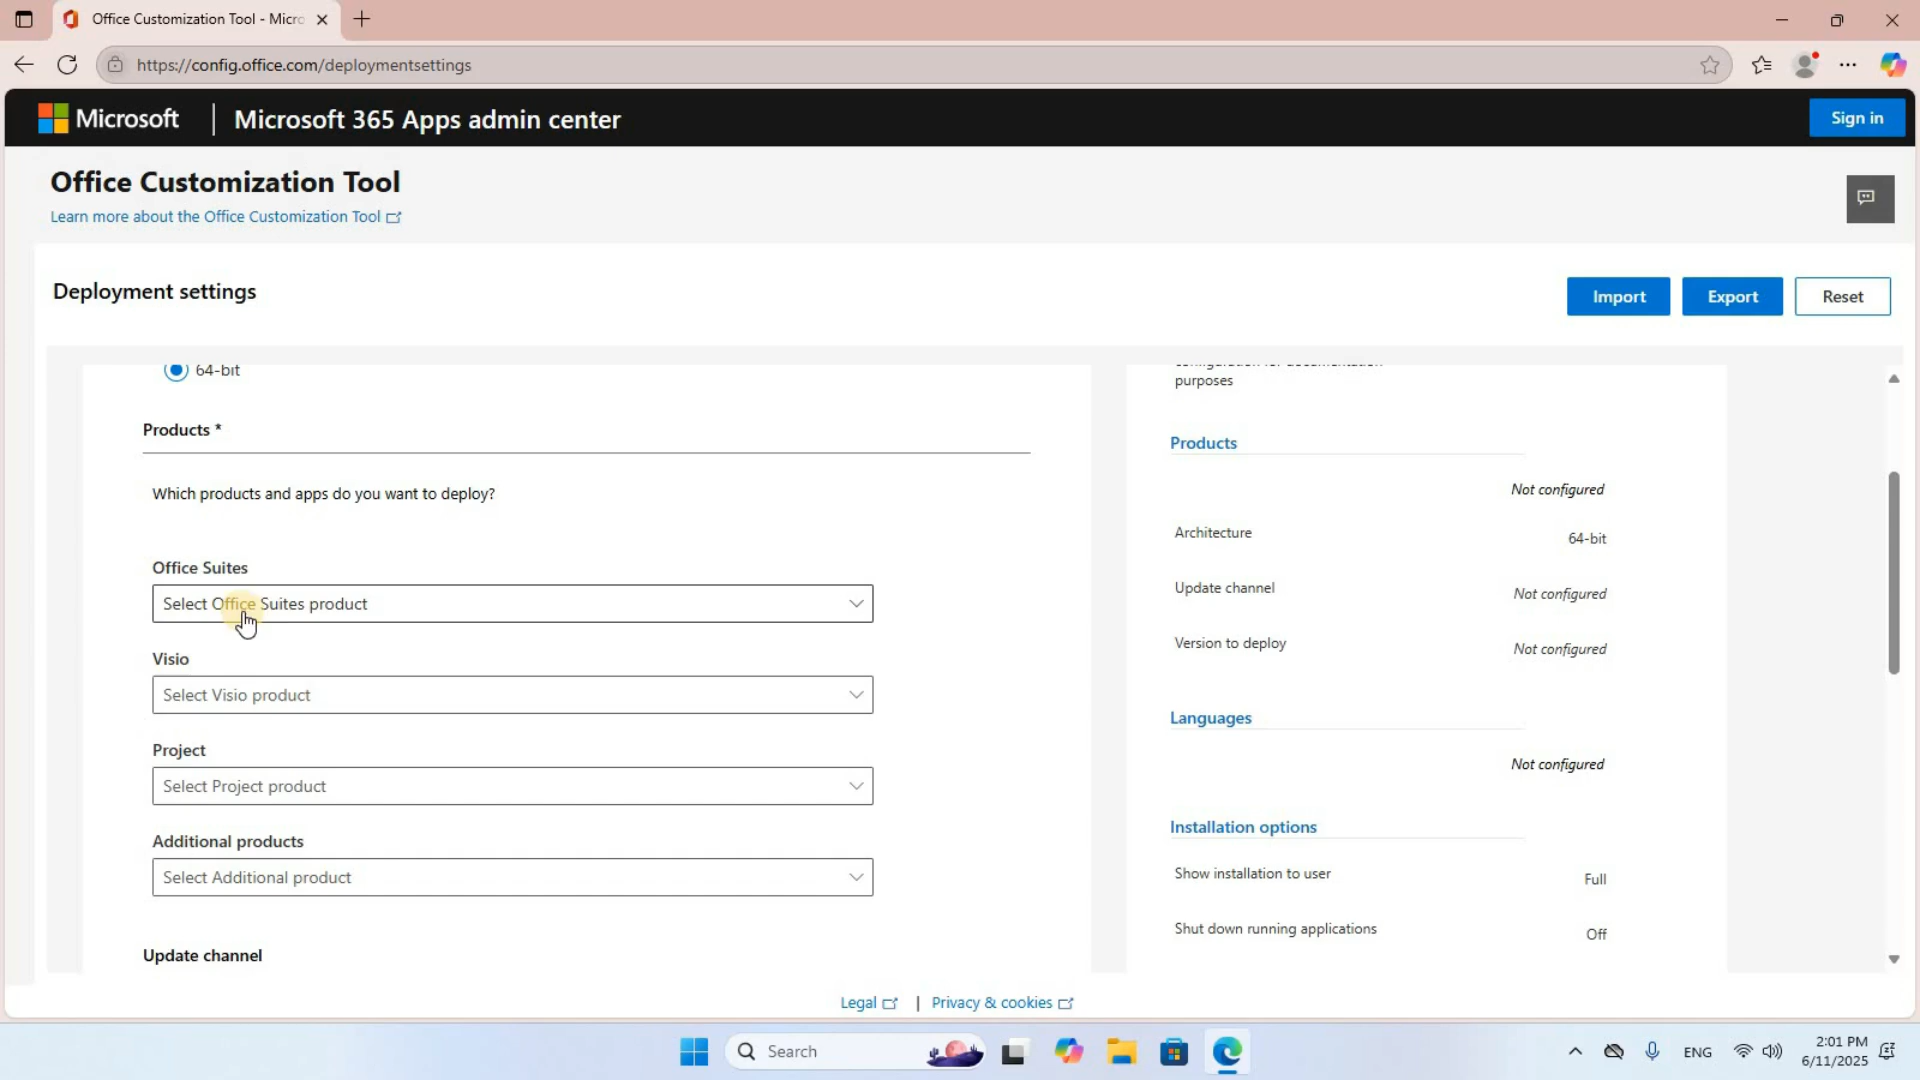 Office Customization Tool - Micro
https://config.office.com/deploymentsettings
Microsoft
Microsoft 365 Apps admin center
Sign in
Office Customization Tool
Learn more about the Office Customization Tool
Deployment settings
Import
Export
Reset
64-bit
Products *
Which products and apps do you want to deploy?
Office Suites
Select Office Suites product
Visio
Select Visio product
Project
Select Project product
Additional products
Select Additional product
Update channel
purposes
Products
Not configured
Architecture
64-bit
Update channel
Not configured
Version to deploy
Not configured
Languages
Not configured
Installation options
Show installation to user
Full
Shut down running applications
Off
Legal
|
Privacy & cookies
Search
ENG
2:01 PM
6/11/2025